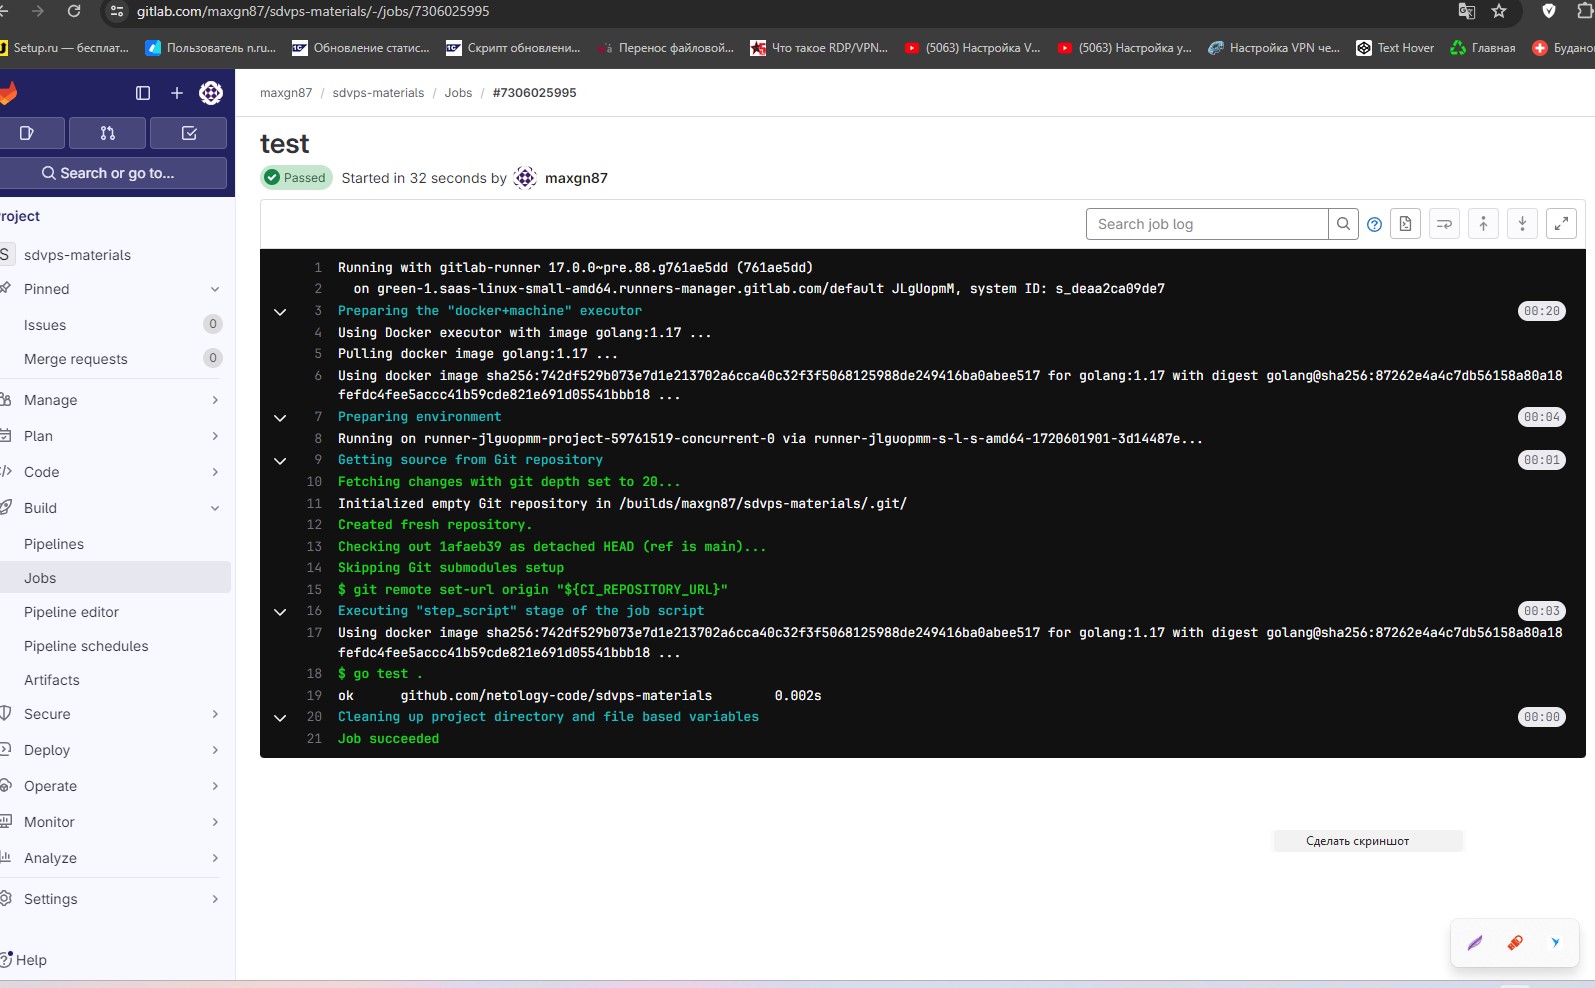 gitlab.com/maxgn87/sdvps-materials/-/jobs/7306025995
Setup.ru — бесплат...
Пользователь n.ru...
Обновление статис...
Скрипт обновлени...
Перенос файловой...
Что такое RDP/VPN...
(5063) Настройка V...
(5063) Настройка у...
Настройка VPN че...
Text Hover
Главная
Будано
maxgn87 / sdvps-materials / Jobs / #7306025995
test
Passed Started in 32 seconds by maxgn87
Search or go to...
roject
S sdvps-materials
Pinned
Issues 0
Merge requests 0
Manage
Plan
Code
Build
Pipelines
Jobs
Pipeline editor
Pipeline schedules
Artifacts
Secure
Deploy
Operate
Monitor
Analyze
Settings
Help
Search job log
1 Running with gitlab-runner 17.0.0~pre.88.g761ae5dd (761ae5dd)
2 on green-1.saas-linux-small-amd64.runners-manager.gitlab.com/default JLgUopmM, system ID: s_deaa2ca09de7
3 Preparing the "docker+machine" executor 00:20
4 Using Docker executor with image golang:1.17 ...
5 Pulling docker image golang:1.17 ...
6 Using docker image sha256:742df529b073e7d1e213702a6cca40c32f3f5068125988de249416ba0abee517 for golang:1.17 with digest golang@sha256:87262e4a4c7db56158a80a18
fefdc4fee5accc41b59cde821e691d05541bbb18 ...
7 Preparing environment 00:04
8 Running on runner-jlguopmm-project-59761519-concurrent-0 via runner-jlguopmm-s-l-s-amd64-1720601901-3d14487e...
9 Getting source from Git repository 00:01
10 Fetching changes with git depth set to 20...
11 Initialized empty Git repository in /builds/maxgn87/sdvps-materials/.git/
12 Created fresh repository.
13 Checking out 1afaeb39 as detached HEAD (ref is main)...
14 Skipping Git submodules setup
15 $ git remote set-url origin "${CI_REPOSITORY_URL}"
16 Executing "step_script" stage of the job script 00:03
17 Using docker image sha256:742df529b073e7d1e213702a6cca40c32f3f5068125988de249416ba0abee517 for golang:1.17 with digest golang@sha256:87262e4a4c7db56158a80a18
fefdc4fee5accc41b59cde821e691d05541bbb18 ...
18 $ go test .
19 ok github.com/netology-code/sdvps-materials 0.002s
20 Cleaning up project directory and file based variables 00:00
21 Job succeeded
Сделать скриншот